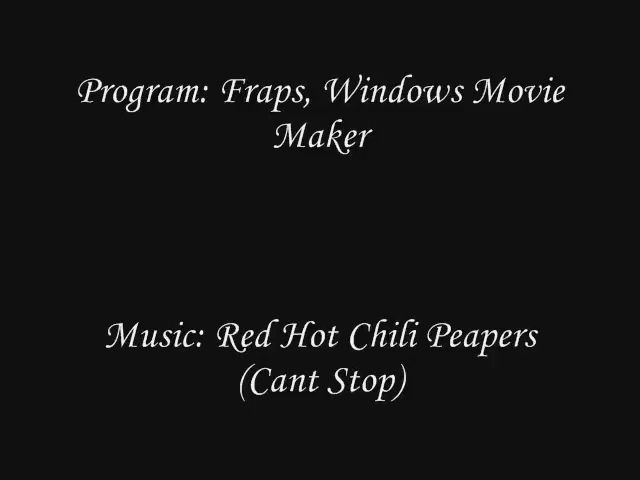 Program: Fraps, Windows Movie
Maker
Music: Red Hot Chili Peapers
(Cant Stop)